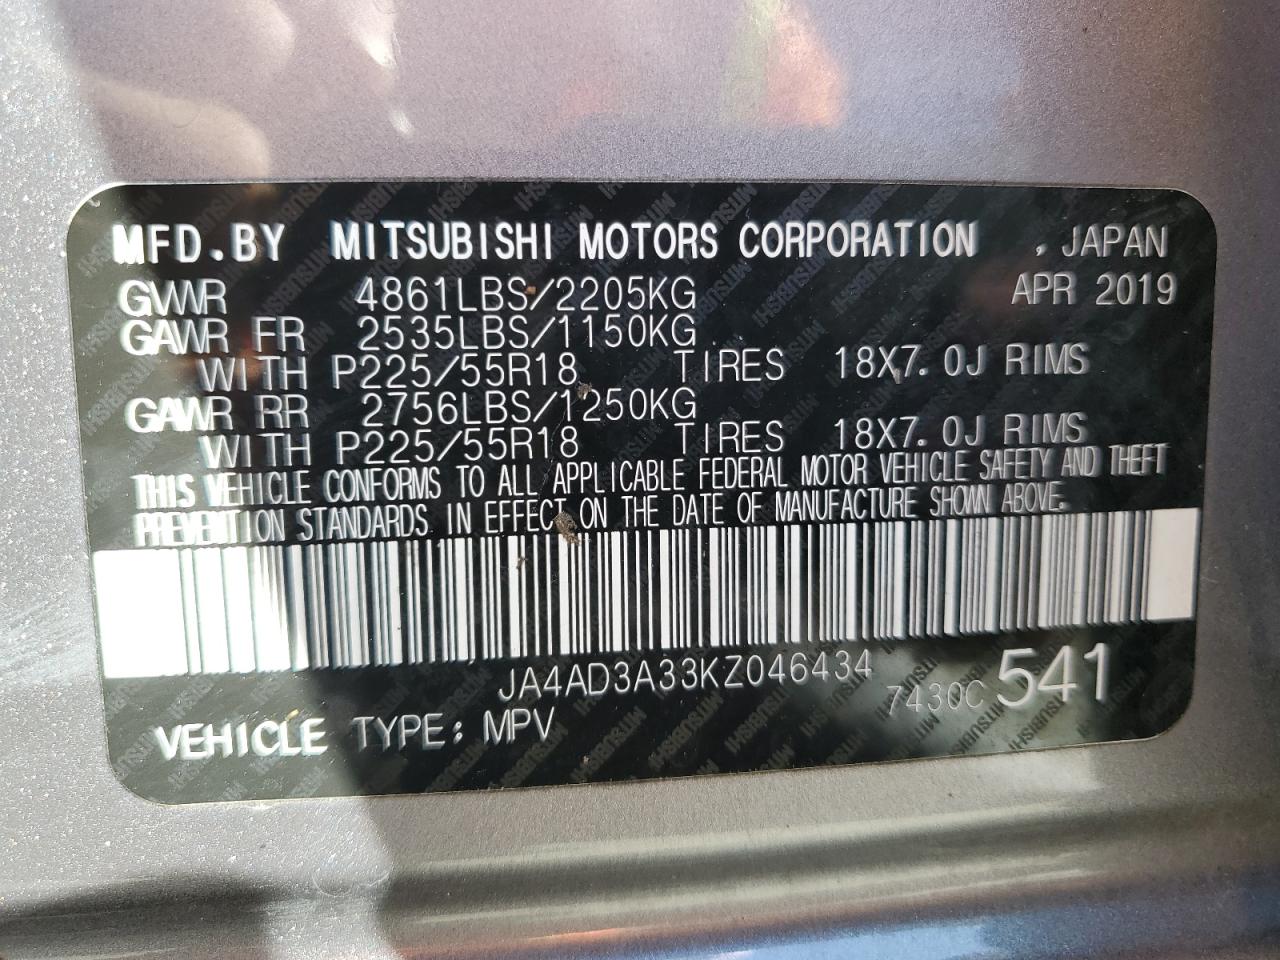 MFD.BY MITSUBISHI MOTORS CORPORATION , JAPAN
GVWR 4861LBS/2205KG APR 2019
GAWR FR 2535LBS/1150KG
WITH P225/55R18 TIRES 18X7.0J RIMS
GAWR RR 2756LBS/1250KG
WITH P225/55R18 TIRES 18X7.0J RIMS
THIS VEHICLE CONFORMS TO ALL APPLICABLE FEDERAL MOTOR VEHICLE SAFETY AND THEFT
PREVENTION STANDARDS IN EFFECT ON THE DATE OF MANUFACTURE SHOWN ABOVE.
JA4AD3A33KZ046434 7430C 541
VEHICLE TYPE: MPV